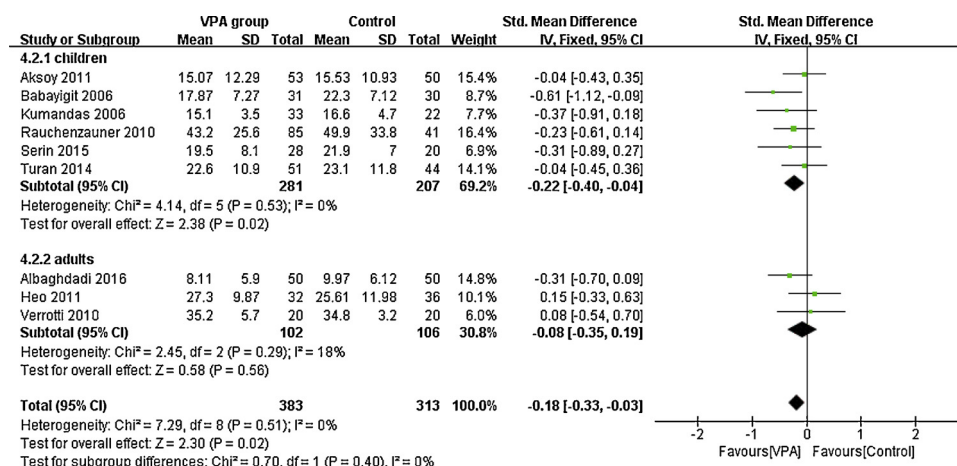 VPA group Control Std. Mean Difference Std. Mean Difference
Study or Subgroup Mean SD Total Mean SD Total Weight IV, Fixed, 95% CI IV, Fixed, 95% CI
4.2.1 children
Aksoy 2011 15.07 12.29 53 15.53 10.93 50 15.4% -0.04 [-0.43, 0.35]
Babayigit 2006 17.87 7.27 31 22.3 7.12 30 8.7% -0.61 [-1.12, -0.09]
Kumandas 2006 15.1 3.5 33 16.6 4.7 22 7.7% -0.37 [-0.91, 0.18]
Rauchenzauner 2010 43.2 25.6 85 49.9 33.8 41 16.4% -0.23 [-0.61, 0.14]
Serin 2015 19.5 8.1 28 21.9 7 20 6.9% -0.31 [-0.89, 0.27]
Turan 2014 22.6 10.9 51 23.1 11.8 44 14.1% -0.04 [-0.45, 0.36]
Subtotal (95% CI) 281 207 69.2% -0.22 [-0.40, -0.04]
Heterogeneity: Chi² = 4.14, df = 5 (P = 0.53); I² = 0%
Test for overall effect: Z = 2.38 (P = 0.02)
4.2.2 adults
Albaghdadi 2016 8.11 5.9 50 9.97 6.12 50 14.8% -0.31 [-0.70, 0.09]
Heo 2011 27.3 9.87 32 25.61 11.98 36 10.1% 0.15 [-0.33, 0.63]
Verrotti 2010 35.2 5.7 20 34.8 3.2 20 6.0% 0.08 [-0.54, 0.70]
Subtotal (95% CI) 102 106 30.8% -0.08 [-0.35, 0.19]
Heterogeneity: Chi² = 2.45, df = 2 (P = 0.29); I² = 18%
Test for overall effect: Z = 0.58 (P = 0.56)
Total (95% CI) 383 313 100.0% -0.18 [-0.33, -0.03]
Heterogeneity: Chi² = 7.29, df = 8 (P = 0.51); I² = 0%
Test for overall effect: Z = 2.30 (P = 0.02)
Test for subgroup differences: Chi² = 0.70, df = 1 (P = 0.40), I² = 0%
-2 -1 0 1 2
Favours[VPA] Favours[Control]